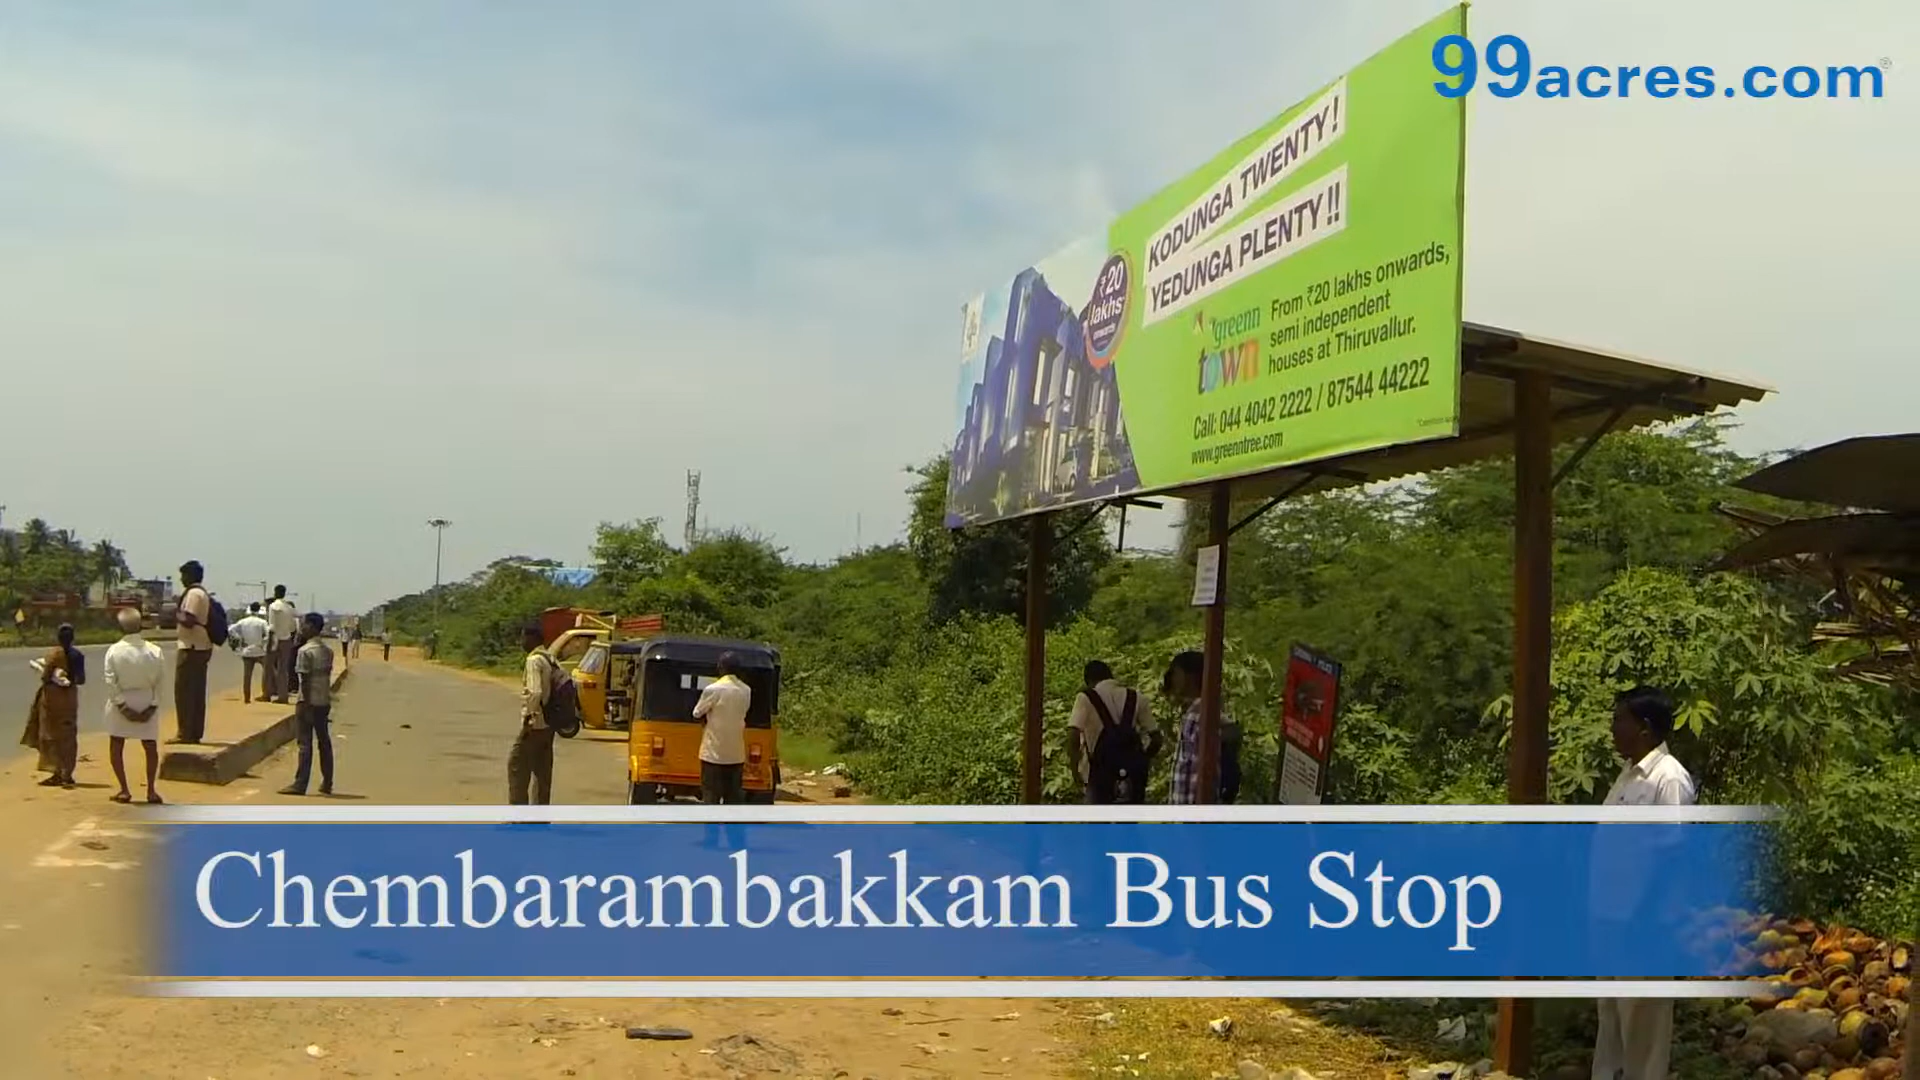 99acres.com
KODUNGA TWENTY!
YEDUNGA PLENTY!!
₹20
lakhs
onwards
greenn
town
From ₹20 lakhs onwards,
semi independent
houses at Thiruvallur.
Call: 044 4042 2222 / 87544 44222
www.greenntree.com
Chembarambakkam Bus Stop